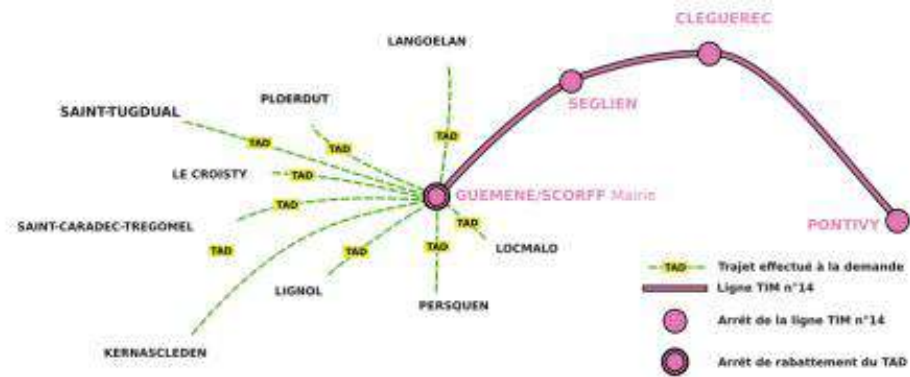 CLEGUEREC
LANGOELAN
PLOERDUT
SEGLIEN
SAINT-TUGDUAL
TAD
TAD
TAD
LE CROISTY
TAD
GUEMENE/SCORFF Mairie
TAD
SAINT-CARADEC-TREGOMEL
TAD
PONTIVY
TAD
TAD
TAD
LOCMALO
TAD Trajet effectué à la demande
Ligne TIM n°14
LIGNOL
PERSQUEN
Arrêt de la ligne TIM n°14
KERNASCLEDEN
Arrêt de rabattement du TAD